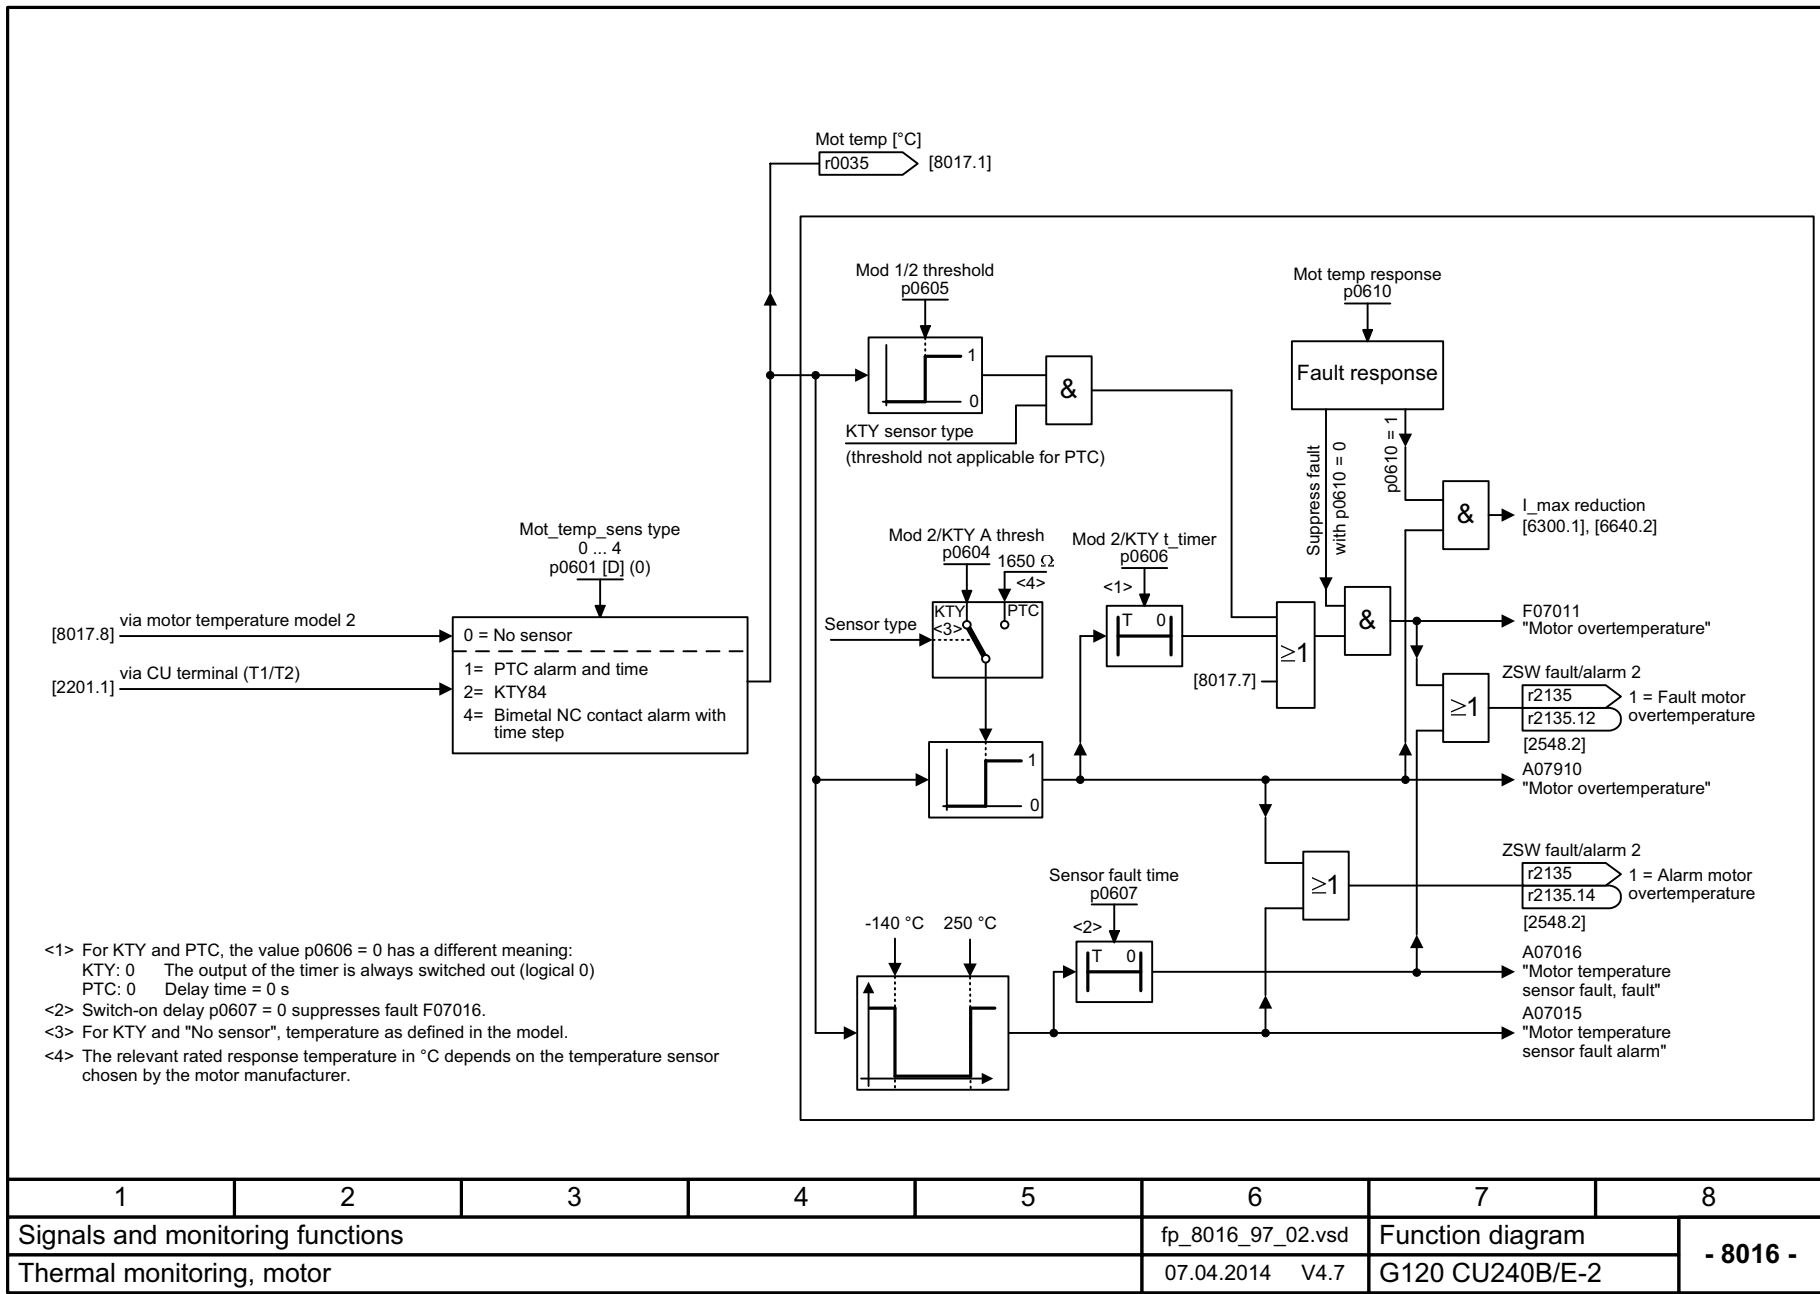 Mot temp [°C]
r0035
[8017.1]
Mod 1/2 threshold
p0605
1
0
&
KTY sensor type
(threshold not applicable for PTC)
Mot temp response
p0610
Fault response
Suppress fault
with p0610 = 0
p0610 = 1
&
I_max reduction
[6300.1], [6640.2]
Mot_temp_sens type
0 ... 4
p0601 [D] (0)
[8017.8]
via motor temperature model 2
[2201.1]
via CU terminal (T1/T2)
0 = No sensor
1= PTC alarm and time
2= KTY84
4= Bimetal NC contact alarm with
time step
Mod 2/KTY A thresh
p0604
1650 Ω
<4>
Sensor type
KTY
<3>
PTC
Mod 2/KTY t_timer
p0606
<1>
T 0
[8017.7]
≥1
&
F07011
"Motor overtemperature"
ZSW fault/alarm 2
≥1
r2135
r2135.12
1 = Fault motor
overtemperature
[2548.2]
1
0
A07910
"Motor overtemperature"
ZSW fault/alarm 2
≥1
r2135
r2135.14
1 = Alarm motor
overtemperature
[2548.2]
Sensor fault time
p0607
<2>
T 0
-140 °C
250 °C
A07016
"Motor temperature
sensor fault, fault"
A07015
"Motor temperature
sensor fault alarm"
<1> For KTY and PTC, the value p0606 = 0 has a different meaning:
KTY: 0 The output of the timer is always switched out (logical 0)
PTC: 0 Delay time = 0 s
<2> Switch-on delay p0607 = 0 suppresses fault F07016.
<3> For KTY and "No sensor", temperature as defined in the model.
<4> The relevant rated response temperature in °C depends on the temperature sensor
chosen by the motor manufacturer.
1 2 3 4 5 6 7 8
Signals and monitoring functions
fp_8016_97_02.vsd
Function diagram
- 8016 -
Thermal monitoring, motor
07.04.2014 V4.7
G120 CU240B/E-2